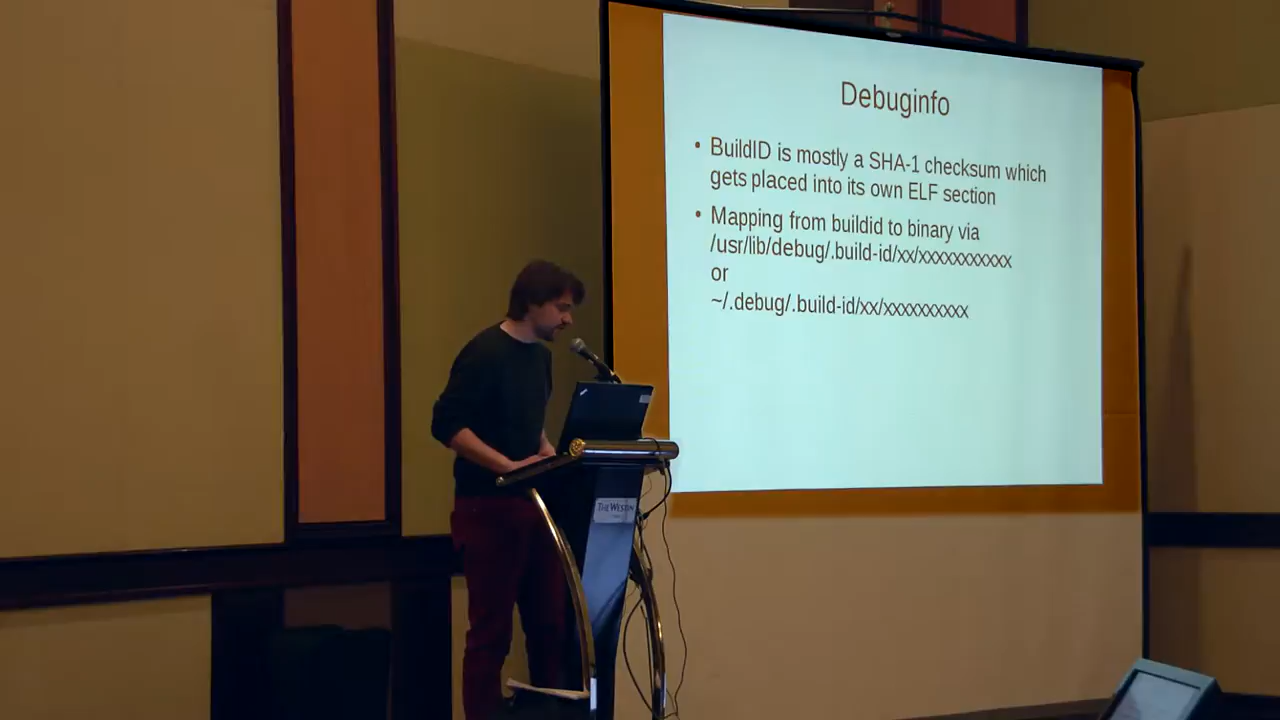 Debuginfo
• BuildID is mostly a SHA-1 checksum which
gets placed into its own ELF section
• Mapping from buildid to binary via
/usr/lib/debug/.build-id/xx/xxxxxxxxxxx
or
~/.debug/.build-id/xx/xxxxxxxxxx
THE WESTIN